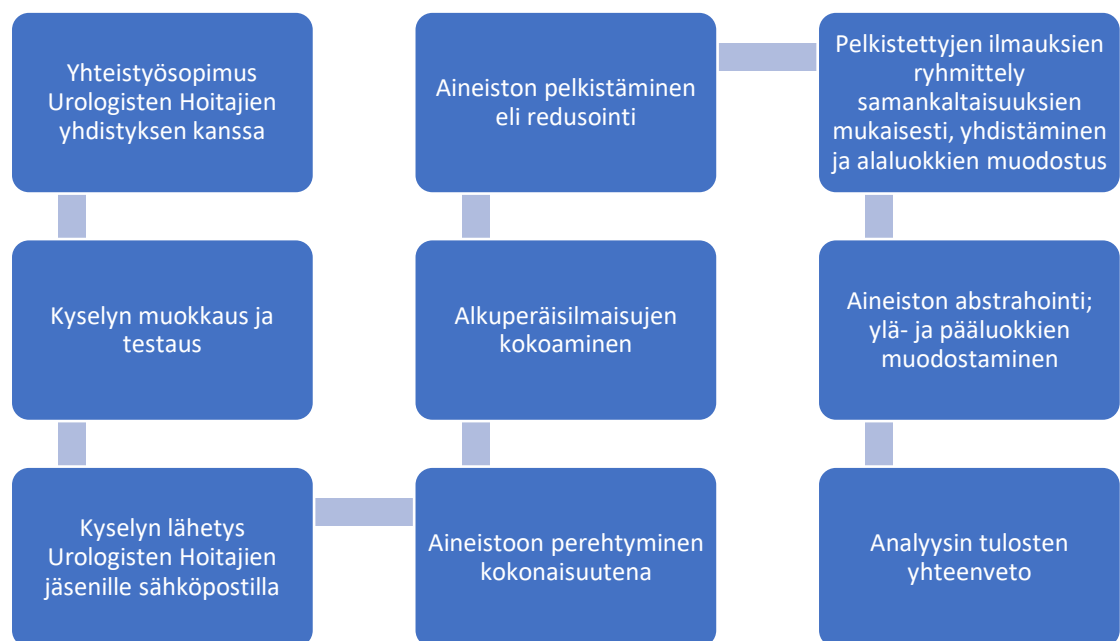 Yhteistyösopimus
Urologisten Hoitajien
yhdistyksen kanssa
Kyselyn muokkaus ja
testaus
Kyselyn lähetys
Urologisten Hoitajien
jäsenille sähköpostilla
Aineistoon perehtyminen
kokonaisuutena
Alkuperäisilmaisujen
kokoaminen
Aineiston pelkistäminen
eli redusointi
Pelkistettyjen ilmauksien
ryhmittely
samankaltaisuuksien
mukaisesti, yhdistäminen
ja alaluokkien muodostus
Aineiston abstrahointi;
ylä- ja pääluokkien
muodostaminen
Analyysin tulosten
yhteenveto